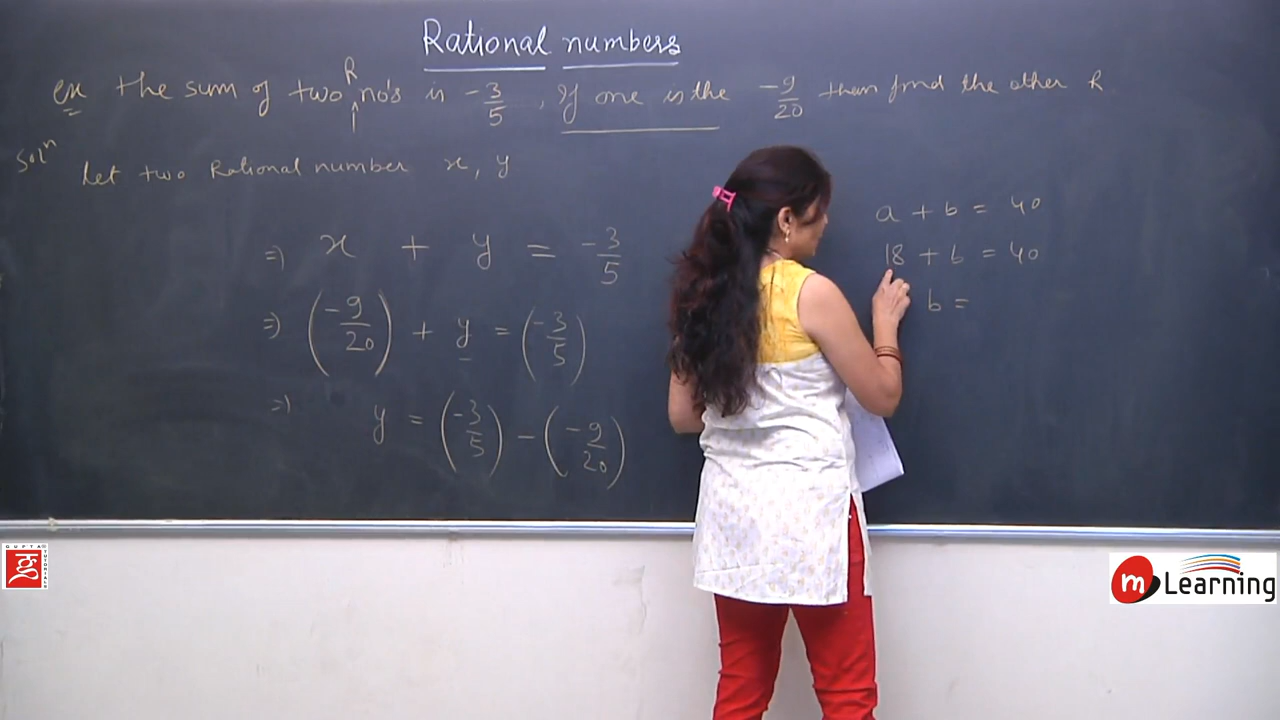 Rational numbers
ex The sum of two R no's is -3/5, If one is the -9/20 then find the other R
Solⁿ Let two Rational number x, y
⇒ x + y = -3/5
⇒ (-9/20) + y = (-3/5)
⇒ y = (-3/5) - (-9/20)
a + b = 40
18 + b = 40
b =
GUPTA TUTORIALS
m Learning